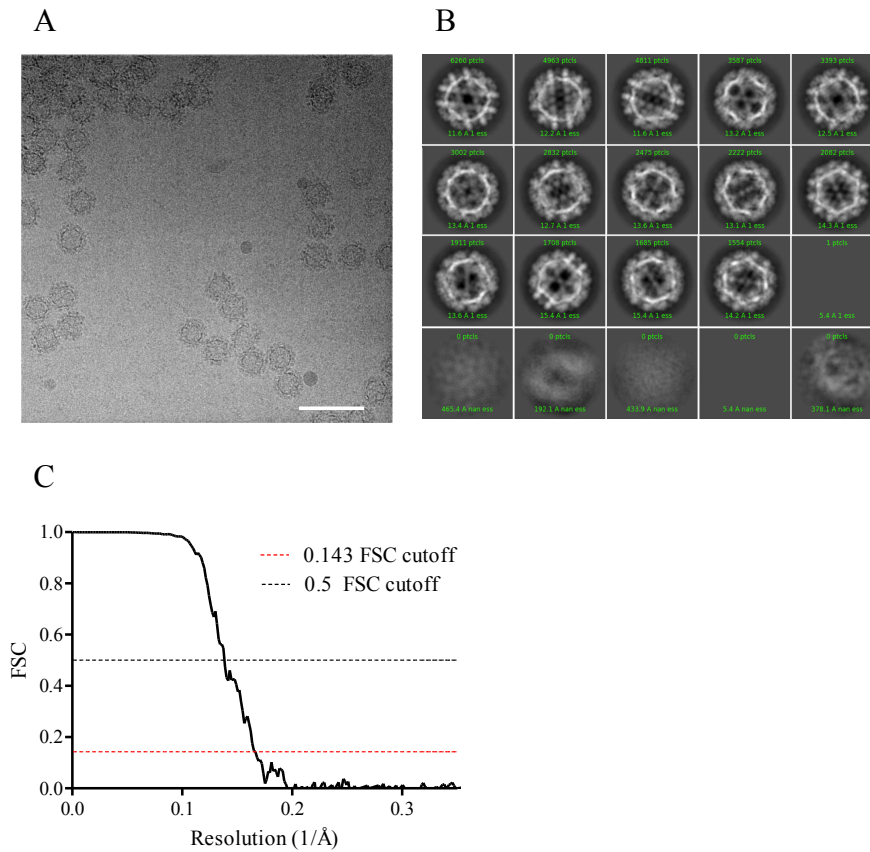 A
B
6260 ptcls 4963 ptcls 4811 ptcls 3587 ptcls 3393 ptcls
11.6 A 1 ess 12.2 A 1 ess 11.6 A 1 ess 13.2 A 1 ess 12.5 A 1 ess
3002 ptcls 2832 ptcls 2475 ptcls 2222 ptcls 2082 ptcls
13.4 A 1 ess 12.7 A 1 ess 13.6 A 1 ess 13.1 A 1 ess 14.3 A 1 ess
1911 ptcls 1708 ptcls 1685 ptcls 1554 ptcls 1 ptcls
13.6 A 1 ess 15.4 A 1 ess 15.4 A 1 ess 14.2 A 1 ess 5.4 A 1 ess
0 ptcls 0 ptcls 0 ptcls 0 ptcls 0 ptcls
465.4 A nan ess 192.1 A nan ess 433.9 A nan ess 5.4 A nan ess 378.1 A nan ess
C
1.0
0.8
0.6
0.4
0.2
0.0
FSC
0.143 FSC cutoff
0.5 FSC cutoff
0.0 0.1 0.2 0.3
Resolution (1/Å)